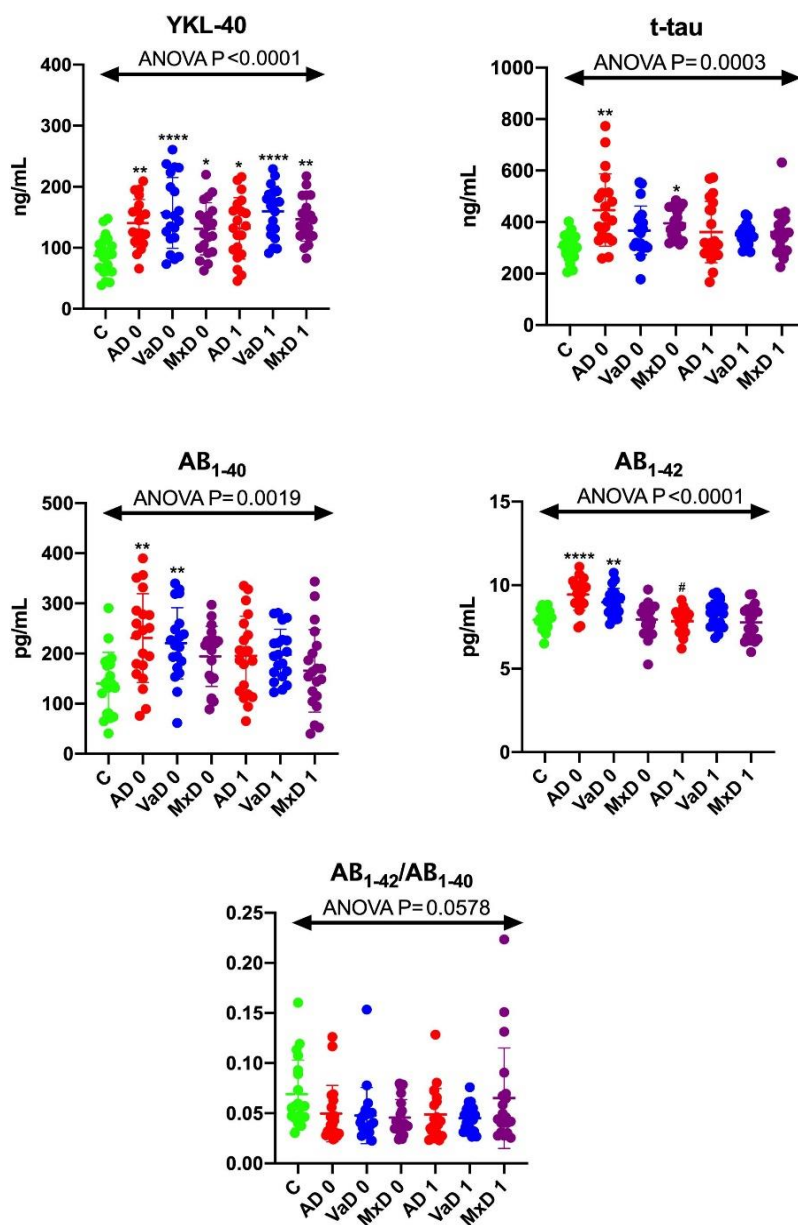 YKL-40
ANOVA P<0.0001
ng/mL
400
300
200
100
0
** **** * * **** **
C AD 0 VaD 0 MxD 0 AD 1 VaD 1 MxD 1
t-tau
ANOVA P=0.0003
ng/mL
1000
800
600
400
200
0
** *
C AD 0 VaD 0 MxD 0 AD 1 VaD 1 MxD 1
AB1-40
ANOVA P=0.0019
pg/mL
500
400
300
200
100
0
** **
C AD 0 VaD 0 MxD 0 AD 1 VaD 1 MxD 1
AB1-42
ANOVA P<0.0001
pg/mL
15
10
5
0
**** ** #
C AD 0 VaD 0 MxD 0 AD 1 VaD 1 MxD 1
AB1-42/AB1-40
ANOVA P=0.0578
0.25
0.20
0.15
0.10
0.05
0.00
C AD 0 VaD 0 MxD 0 AD 1 VaD 1 MxD 1